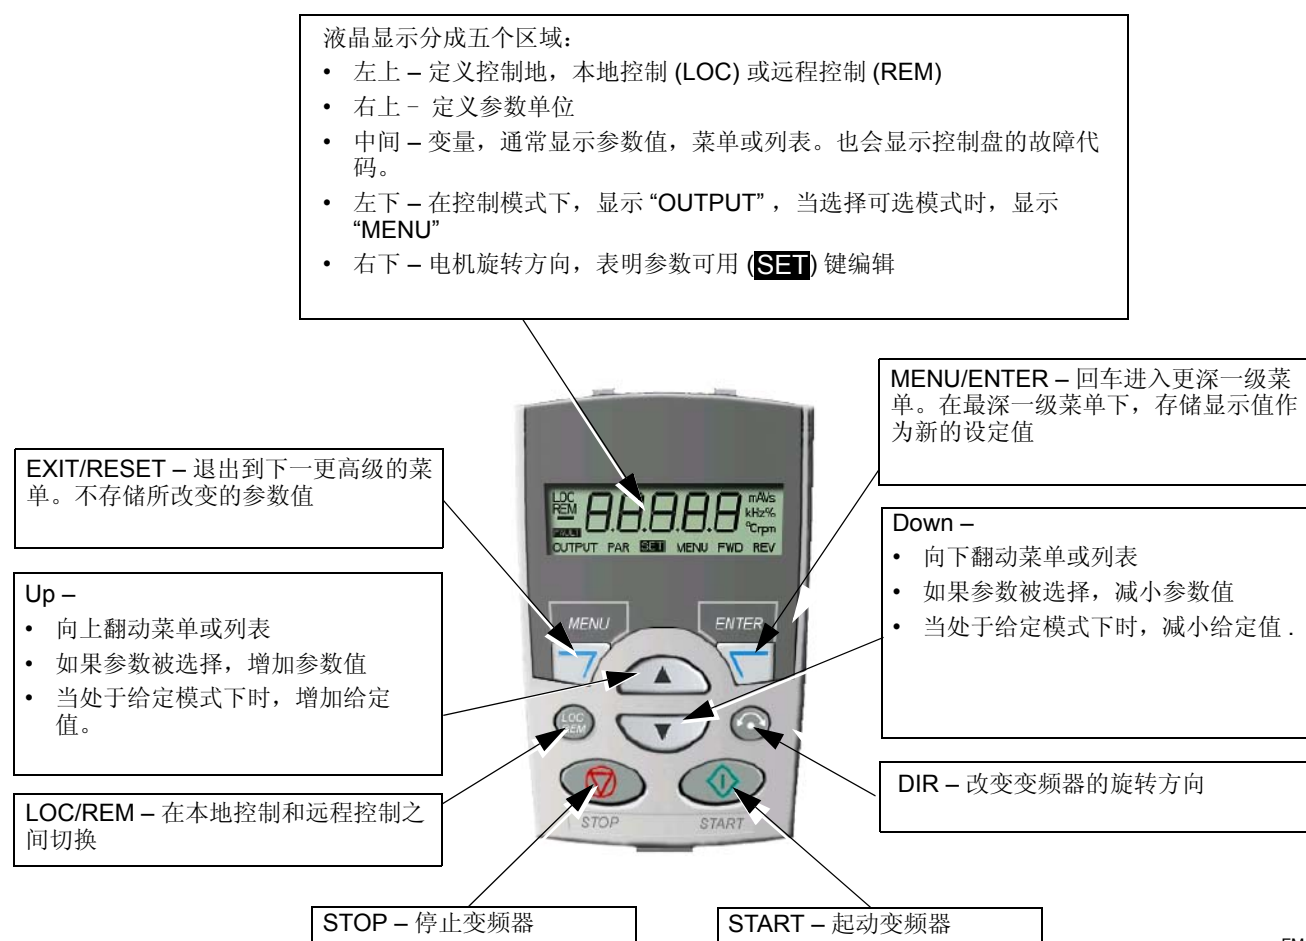 液晶显示分成五个区域：
• 左上 – 定义控制地，本地控制 (LOC) 或远程控制 (REM)
• 右上 – 定义参数单位
• 中间 – 变量，通常显示参数值，菜单或列表。也会显示控制盘的故障代
码。
• 左下 – 在控制模式下，显示 “OUTPUT” ，当选择可选模式时，显示
“MENU”
• 右下 – 电机旋转方向，表明参数可用 (SET) 键编辑
MENU/ENTER – 回车进入更深一级菜
单。在最深一级菜单下，存储显示值作
为新的设定值
EXIT/RESET – 退出到下一更高级的菜
单。不存储所改变的参数值
LOC
REM
FAULT
8.8.8.8.8
mAVs
kHz%
°Crpm
OUTPUT PAR SET MENU FWD REV
Down –
• 向下翻动菜单或列表
• 如果参数被选择，减小参数值
• 当处于给定模式下时，减小给定值 .
Up –
• 向上翻动菜单或列表
• 如果参数被选择，增加参数值
• 当处于给定模式下时，增加给定
值。
MENU
ENTER
LOC
REM
DIR – 改变变频器的旋转方向
LOC/REM – 在本地控制和远程控制之
间切换
STOP
START
STOP – 停止变频器
START – 起动变频器